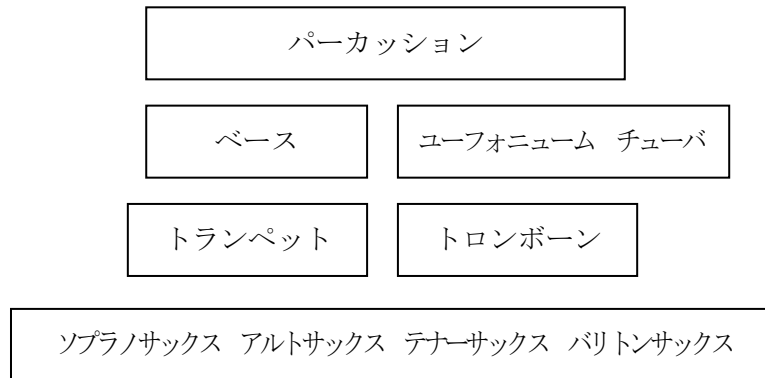 パーカッション
ベース
ユーフォニューム チューバ
トランペット
トロンボーン
ソプラノサックス アルトサックス テナーサックス バリトンサックス